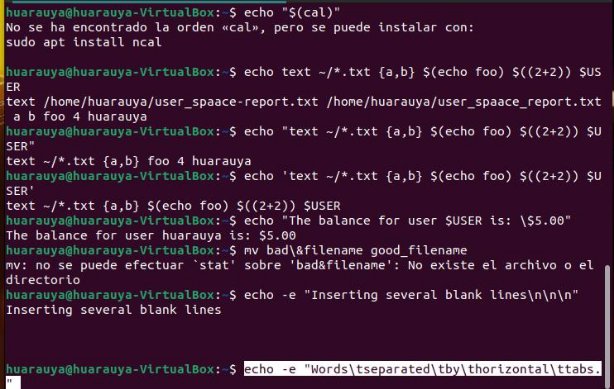 huarauya@huarauya-VirtualBox:~$ echo "$(cal)"
No se ha encontrado la orden «cal», pero se puede instalar con:
sudo apt install ncal
huarauya@huarauya-VirtualBox:~$ echo text ~/*.txt {a,b} $(echo foo) $((2+2)) $US
ER
text /home/huarauya/user_spaace-report.txt /home/huarauya/user_spaace_report.txt
 a b foo 4 huarauya
huarauya@huarauya-VirtualBox:~$ echo "text ~/*.txt {a,b} $(echo foo) $((2+2)) $U
SER"
text ~/*.txt {a,b} foo 4 huarauya
huarauya@huarauya-VirtualBox:~$ echo 'text ~/*.txt {a,b} $(echo foo) $((2+2)) $U
SER'
text ~/*.txt {a,b} $(echo foo) $((2+2)) $USER
huarauya@huarauya-VirtualBox:~$ echo "The balance for user $USER is: \$5.00"
The balance for user huarauya is: $5.00
huarauya@huarauya-VirtualBox:~$ mv bad\&filename good_filename
mv: no se puede efectuar `stat' sobre 'bad&filename': No existe el archivo o el
directorio
huarauya@huarauya-VirtualBox:~$ echo -e "Inserting several blank lines\n\n\n"
Inserting several blank lines
huarauya@huarauya-VirtualBox:~$ echo -e "Words\tseparated\tby\thorizontal\ttabs.
"